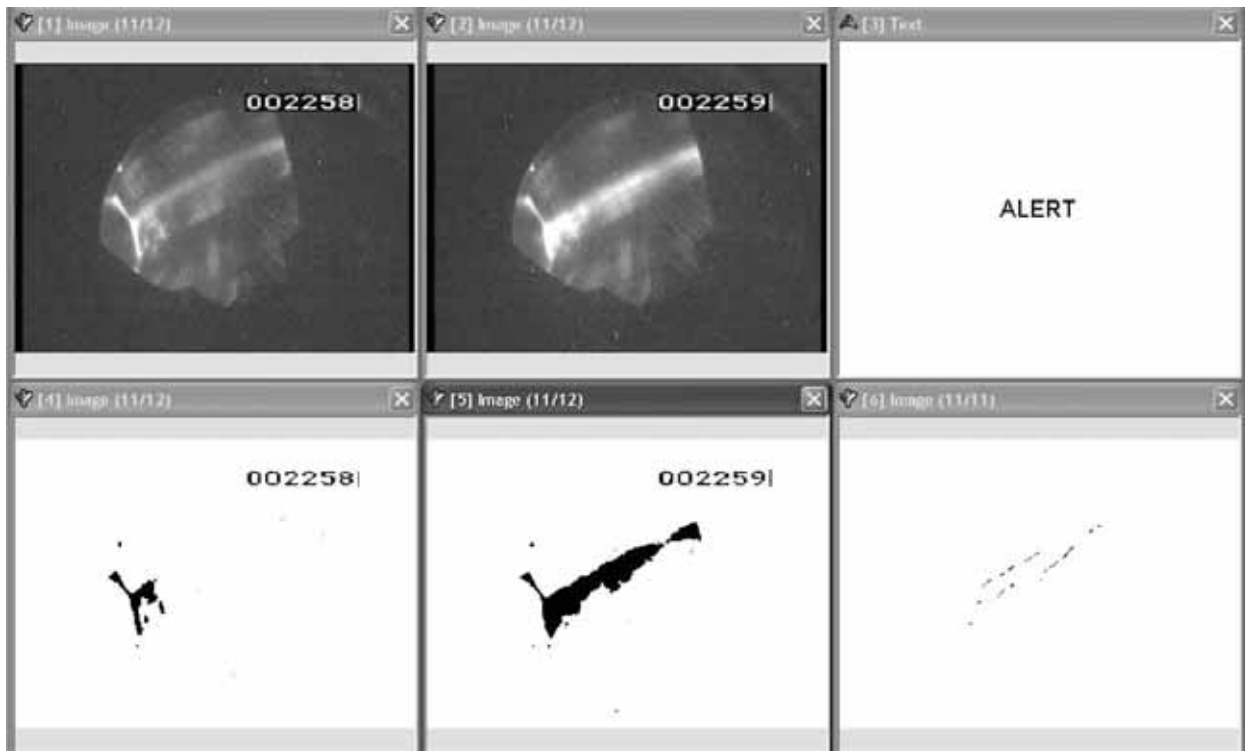 [1] Image (11/12)
[2] Image (11/12)
[3] Text
002258
002259
ALERT
[4] Image (11/12)
[5] Image (11/12)
[6] Image (11/11)
002258
002259